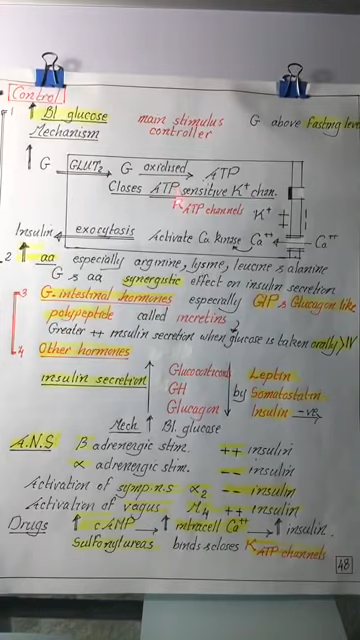 Control
1 ↑ Bl. glucose main stimulus controller G above fasting level
Mechanism
↑ G GLUT2 G oxidised ATP
Closes ATP sensitive K+ chan.
KATP channels K+ ++
Insulin exocytosis Activate Ca kinase Ca++ Ca++
2 ↑ aa especially arginine, lysine, leucine & alanine
G & aa synergistic effect on insulin secretion
3 G-intestinal hormones especially GIP & Glucagon like
polypeptide called incretins
Greater ++ insulin secretion when glucose is taken orally > IV
4 Other hormones
insulin secretion ↑ Glucocorticoids ↓ by Leptin
GH Somatostatin
Glucagon Insulin -ve
Mech ↑ Bl. glucose
A.N.S β adrenergic stim. ++ insulin
α adrenergic stim. -- insulin
Activation of symp.n.s α2 -- insulin
Activation of vagus M4 ++ insulin
Drugs ↑ cAMP → ↑ intracell Ca++ → ↑ insulin.
Sulfonylureas binds & closes KATP channels
48